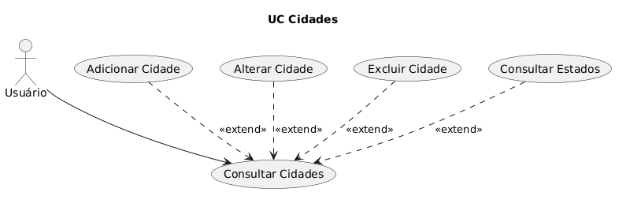 UC Cidades
Usuário
Adicionar Cidade
Alterar Cidade
Excluir Cidade
Consultar Estados
«extend»
«extend»
«extend»
«extend»
Consultar Cidades